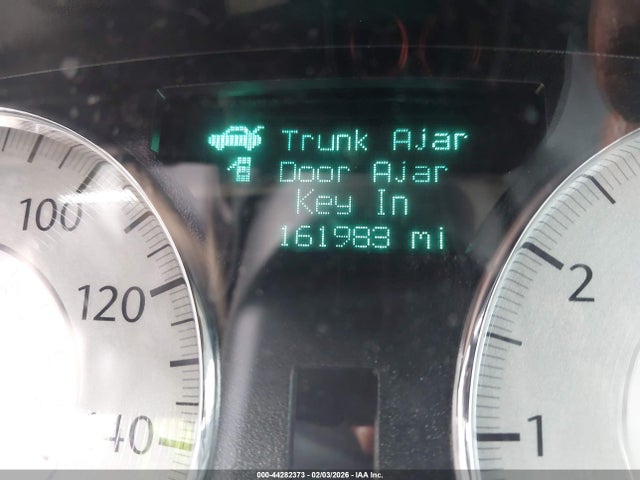 Trunk Ajar
Door Ajar
Key In
161983 mi
100
120
140
2
1
000-44282373 - 02/03/2026 - IAA Inc.